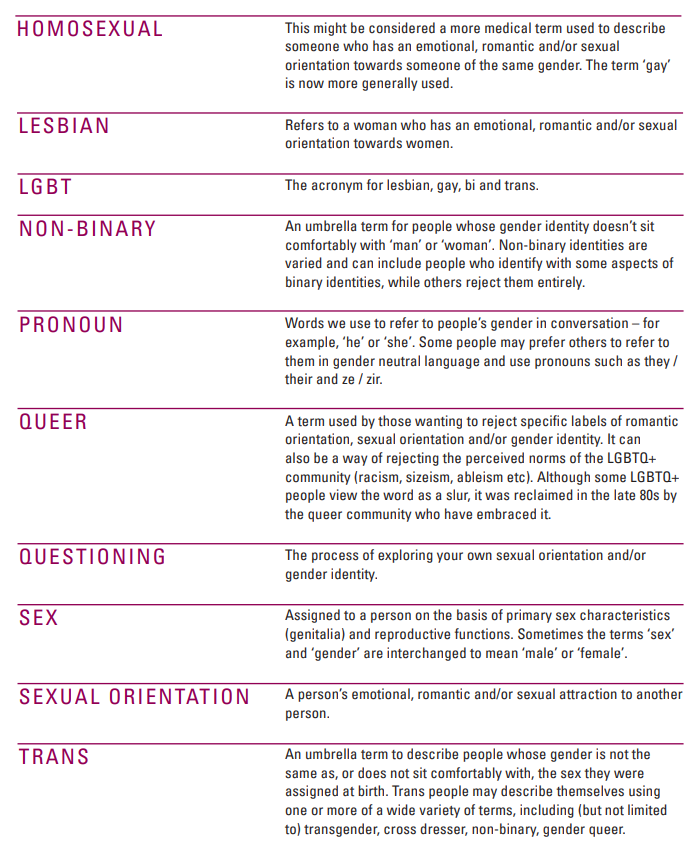 HOMOSEXUAL
This might be considered a more medical term used to describe
someone who has an emotional, romantic and/or sexual
orientation towards someone of the same gender. The term ‘gay’
is now more generally used.
LESBIAN
Refers to a woman who has an emotional, romantic and/or sexual
orientation towards women.
LGBT
The acronym for lesbian, gay, bi and trans.
NON-BINARY
An umbrella term for people whose gender identity doesn’t sit
comfortably with ‘man’ or ‘woman’. Non-binary identities are
varied and can include people who identify with some aspects of
binary identities, while others reject them entirely.
PRONOUN
Words we use to refer to people’s gender in conversation – for
example, ‘he’ or ‘she’. Some people may prefer others to refer to
them in gender neutral language and use pronouns such as they /
their and ze / zir.
QUEER
A term used by those wanting to reject specific labels of romantic
orientation, sexual orientation and/or gender identity. It can
also be a way of rejecting the perceived norms of the LGBTQ+
community (racism, sizeism, ableism etc). Although some LGBTQ+
people view the word as a slur, it was reclaimed in the late 80s by
the queer community who have embraced it.
QUESTIONING
The process of exploring your own sexual orientation and/or
gender identity.
SEX
Assigned to a person on the basis of primary sex characteristics
(genitalia) and reproductive functions. Sometimes the terms ‘sex’
and ‘gender’ are interchanged to mean ‘male’ or ‘female’.
SEXUAL ORIENTATION
A person’s emotional, romantic and/or sexual attraction to another
person.
TRANS
An umbrella term to describe people whose gender is not the
same as, or does not sit comfortably with, the sex they were
assigned at birth. Trans people may describe themselves using
one or more of a wide variety of terms, including (but not limited
to) transgender, cross dresser, non-binary, gender queer.